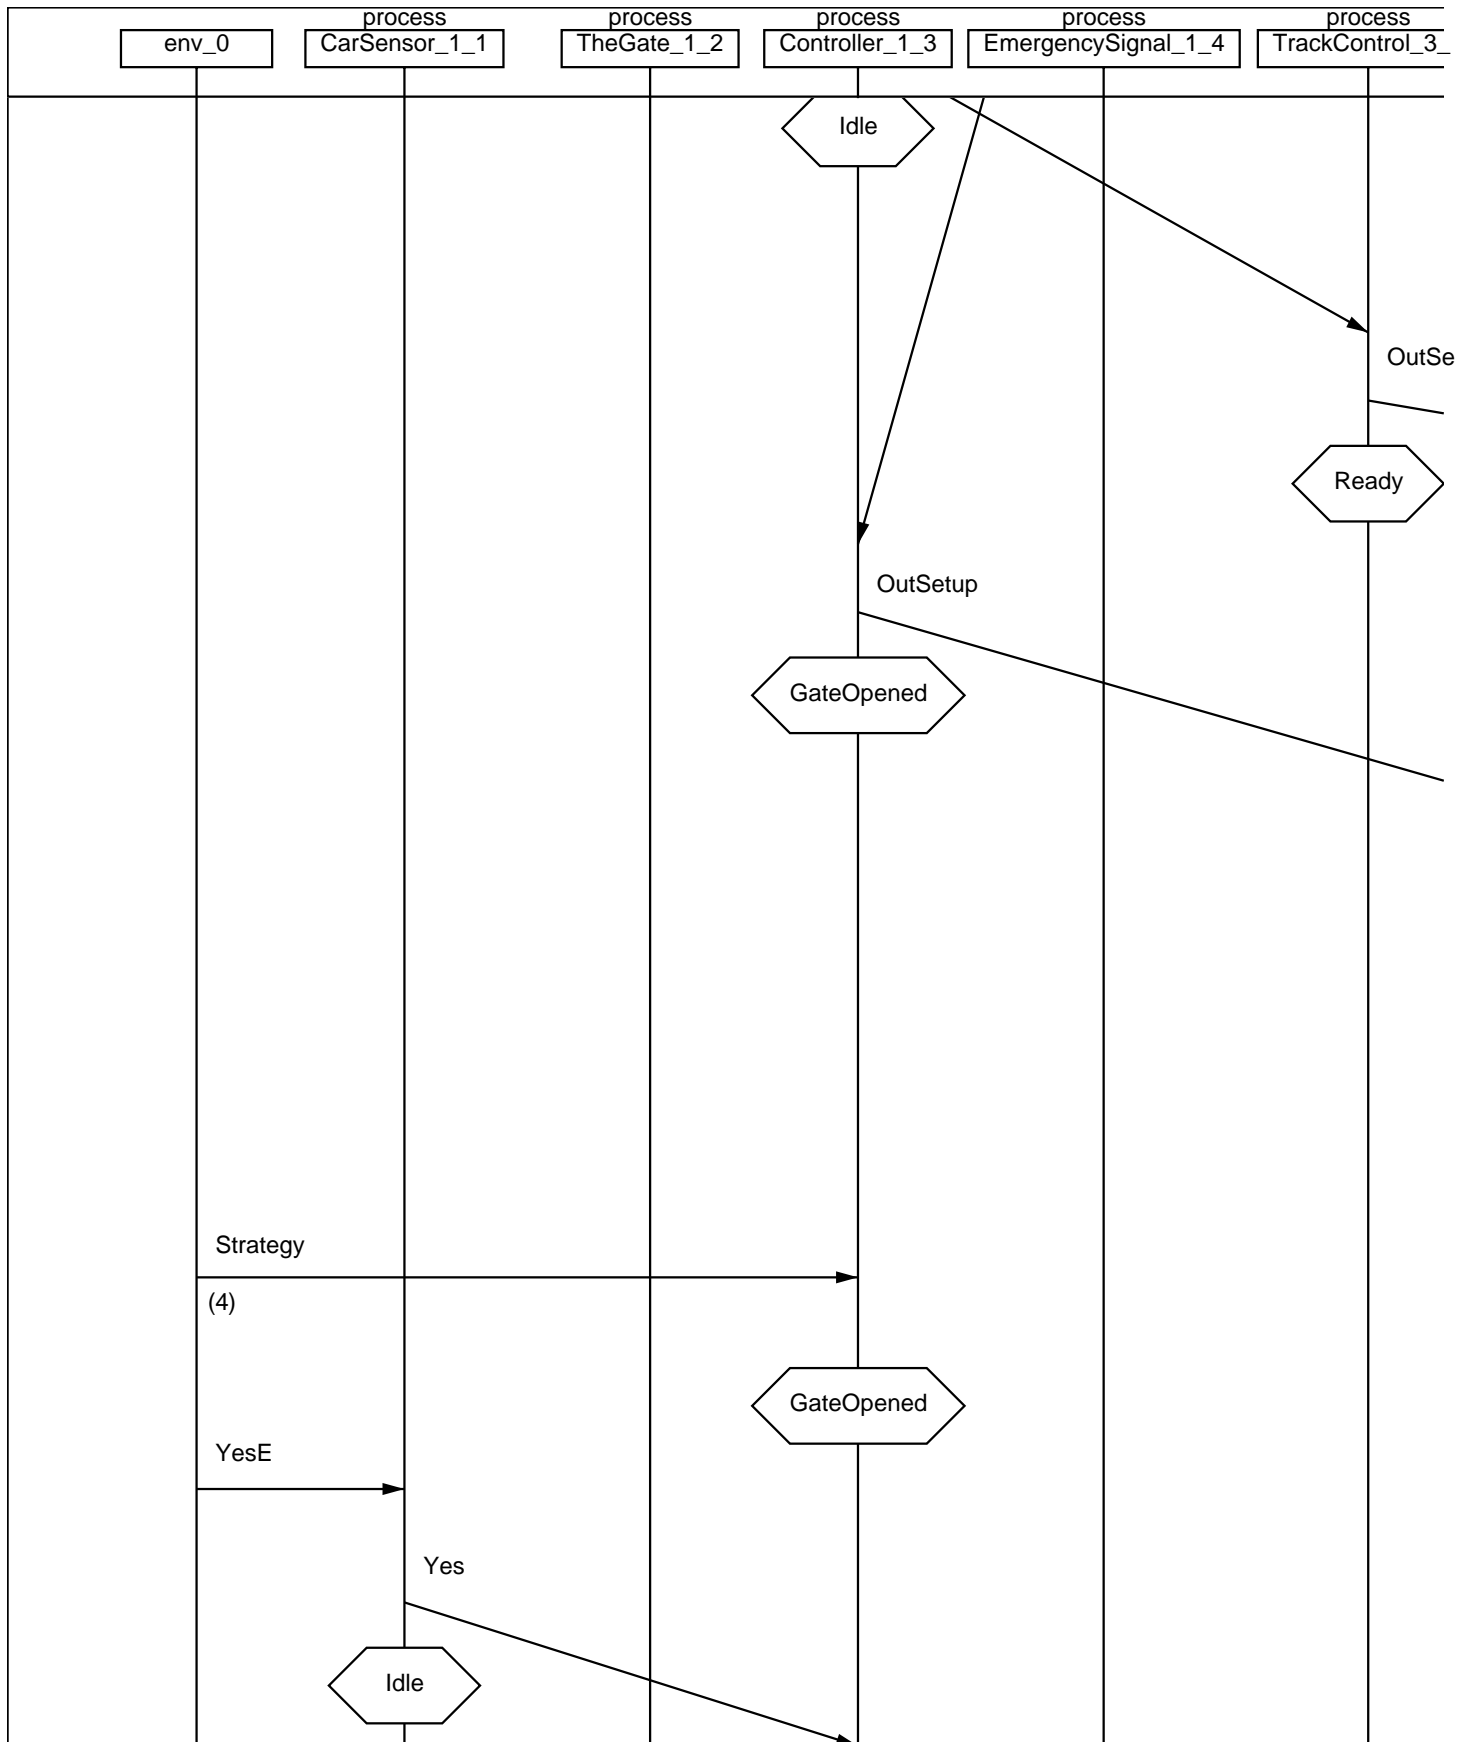 process process process process process
env_0 CarSensor_1_1 TheGate_1_2 Controller_1_3 EmergencySignal_1_4 TrackControl_3_
Idle
OutSe
Ready
OutSetup
GateOpened
Strategy
(4)
GateOpened
YesE
Yes
Idle